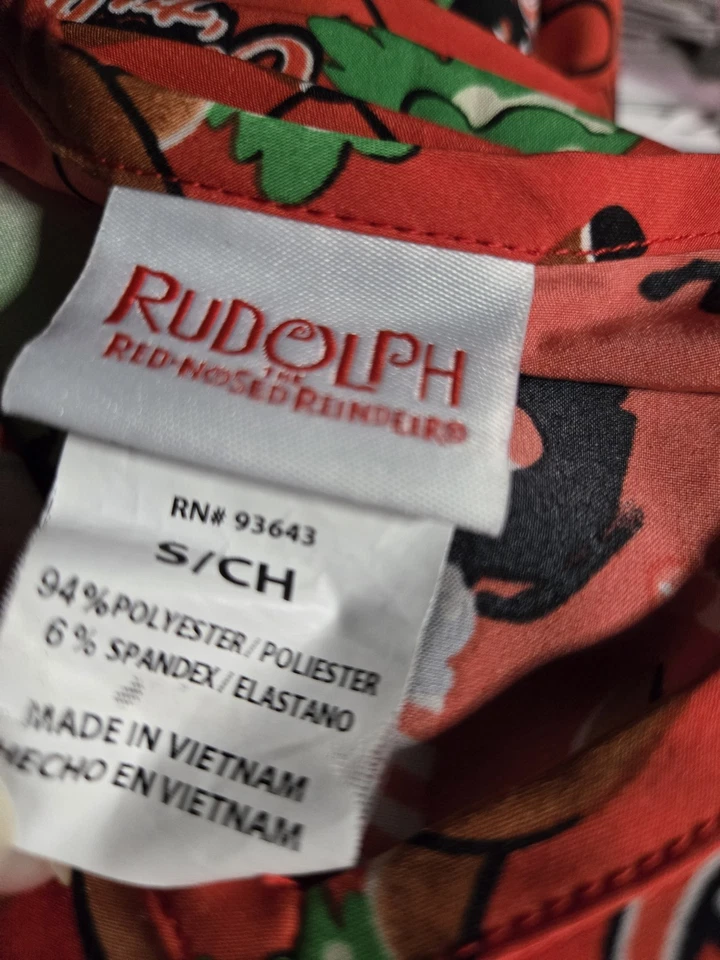 RUDOLPH
THE
RED-NOSED REINDEER®
RN# 93643
S/CH
94% POLYESTER/POLIESTER
6% SPANDEX/ELASTANO
MADE IN VIETNAM
HECHO EN VIETNAM